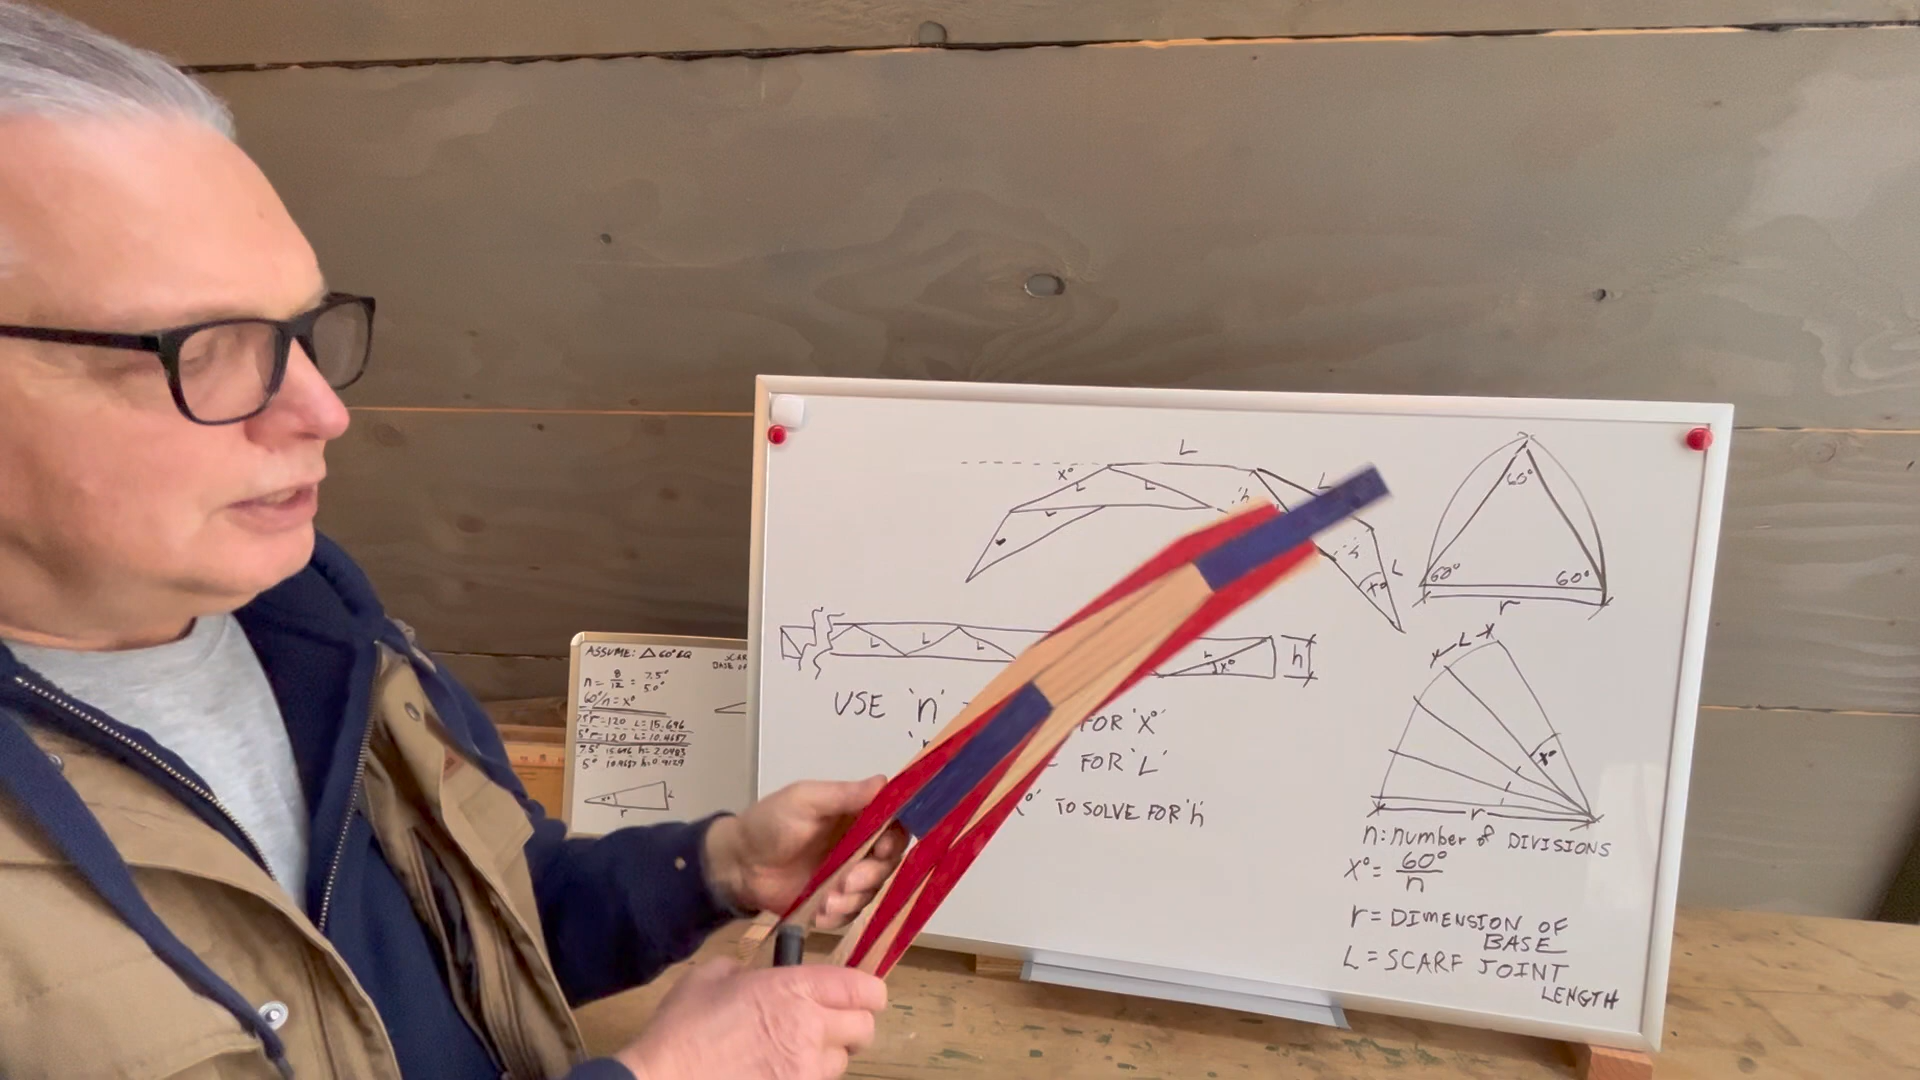 L
x°
L
L
L
'h'
L
L
h
x°
60°
60°
60°
r
L
L
L
L
x°
h
USE 'n'
FOR 'X°'
FOR 'L'
TO SOLVE FOR 'h'
L
x°
r
n: number of DIVISIONS
X° = 60°
n
r = DIMENSION OF
BASE
L = SCARF JOINT
LENGTH
ASSUME: △ 60° EQ
n = 8/12 = 7.5°
5.0°
60°/n = X°
7.5° r=120 L=15.696
5° r=120 L=10.4687
7.5° 15.696 h=2.0483
5° 10.4687 h=0.9129
x°
L
r